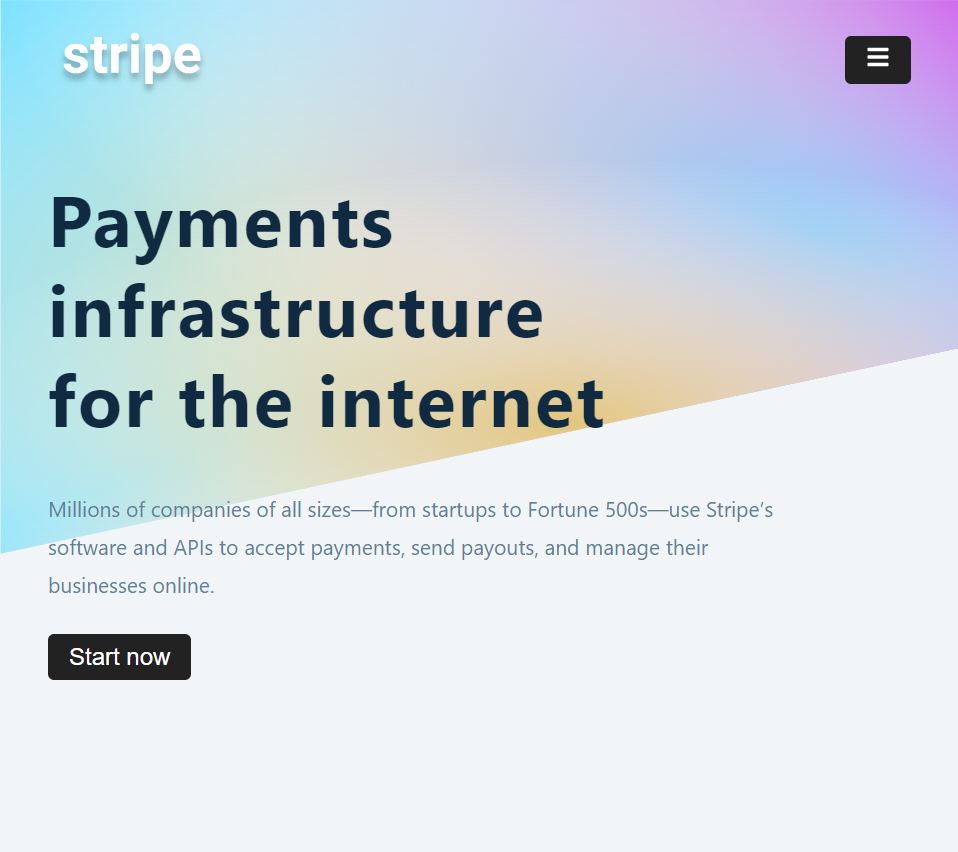 stripe
Payments
infrastructure
for the internet
Millions of companies of all sizes—from startups to Fortune 500s—use Stripe’s
software and APIs to accept payments, send payouts, and manage their
businesses online.
Start now